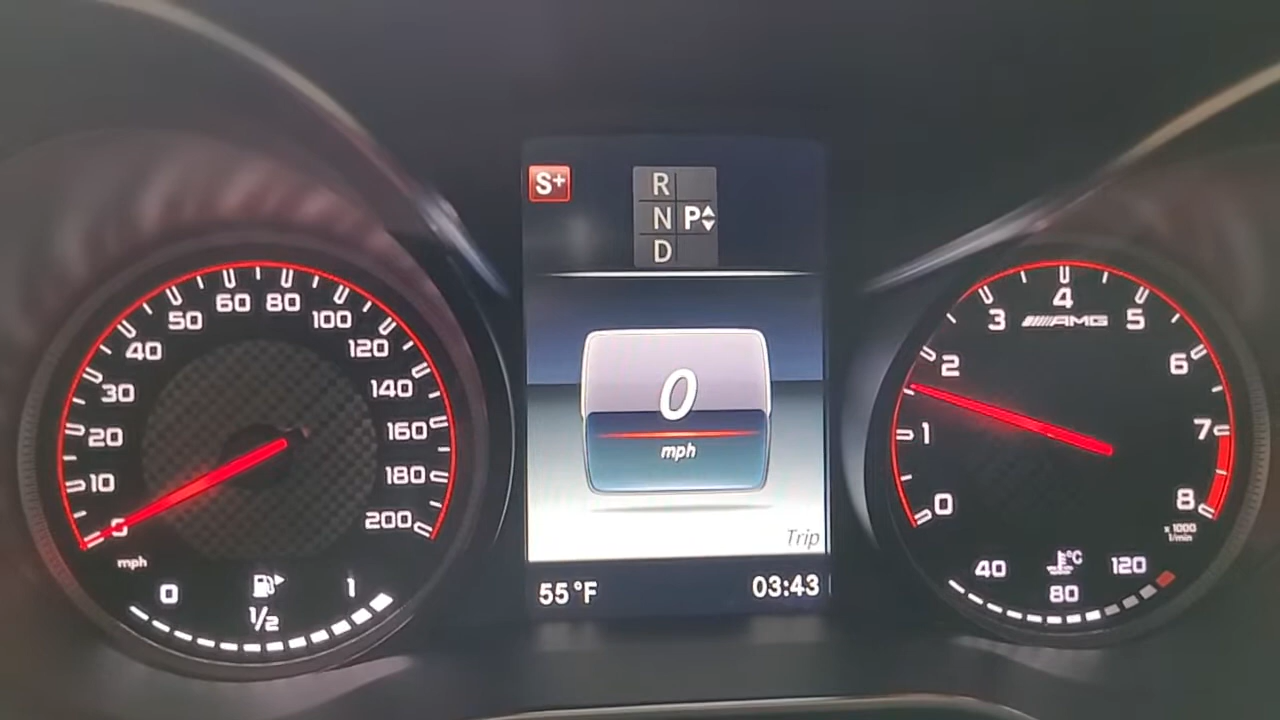 S+
R
N P
D
0
10
20
30
40
50
60
80
100
120
140
160
180
200
mph
0 1/2 1
0
mph
Trip
55 °F 03:43
0
1
2
3
4
5
6
7
8
AMG
x 1000
1/min
40 80 120
°C